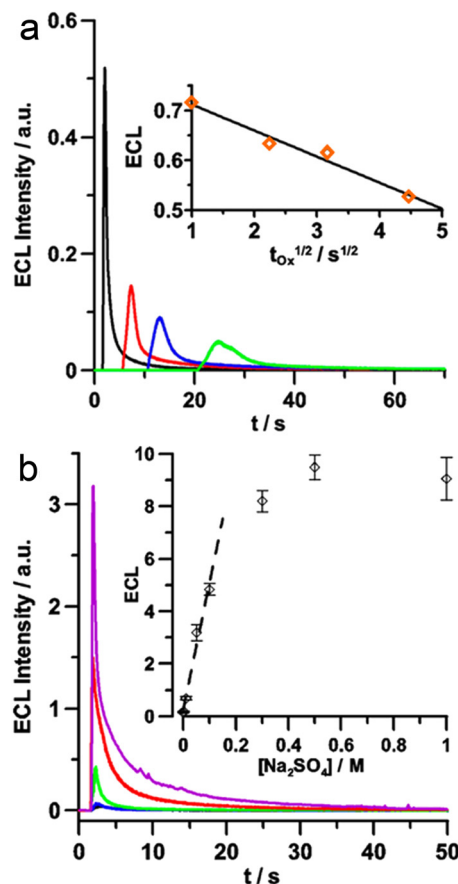 a
ECL Intensity / a.u.
0.6
0.4
0.2
0
0 20 40 60
t / s
ECL
0.7
0.6
0.5
1 2 3 4 5
tOx1/2 / s1/2
b
ECL Intensity / a.u.
3
2
1
0
0 10 20 30 40 50
t / s
ECL
10
8
6
4
2
0
0 0.2 0.4 0.6 0.8 1
[Na2SO4] / M